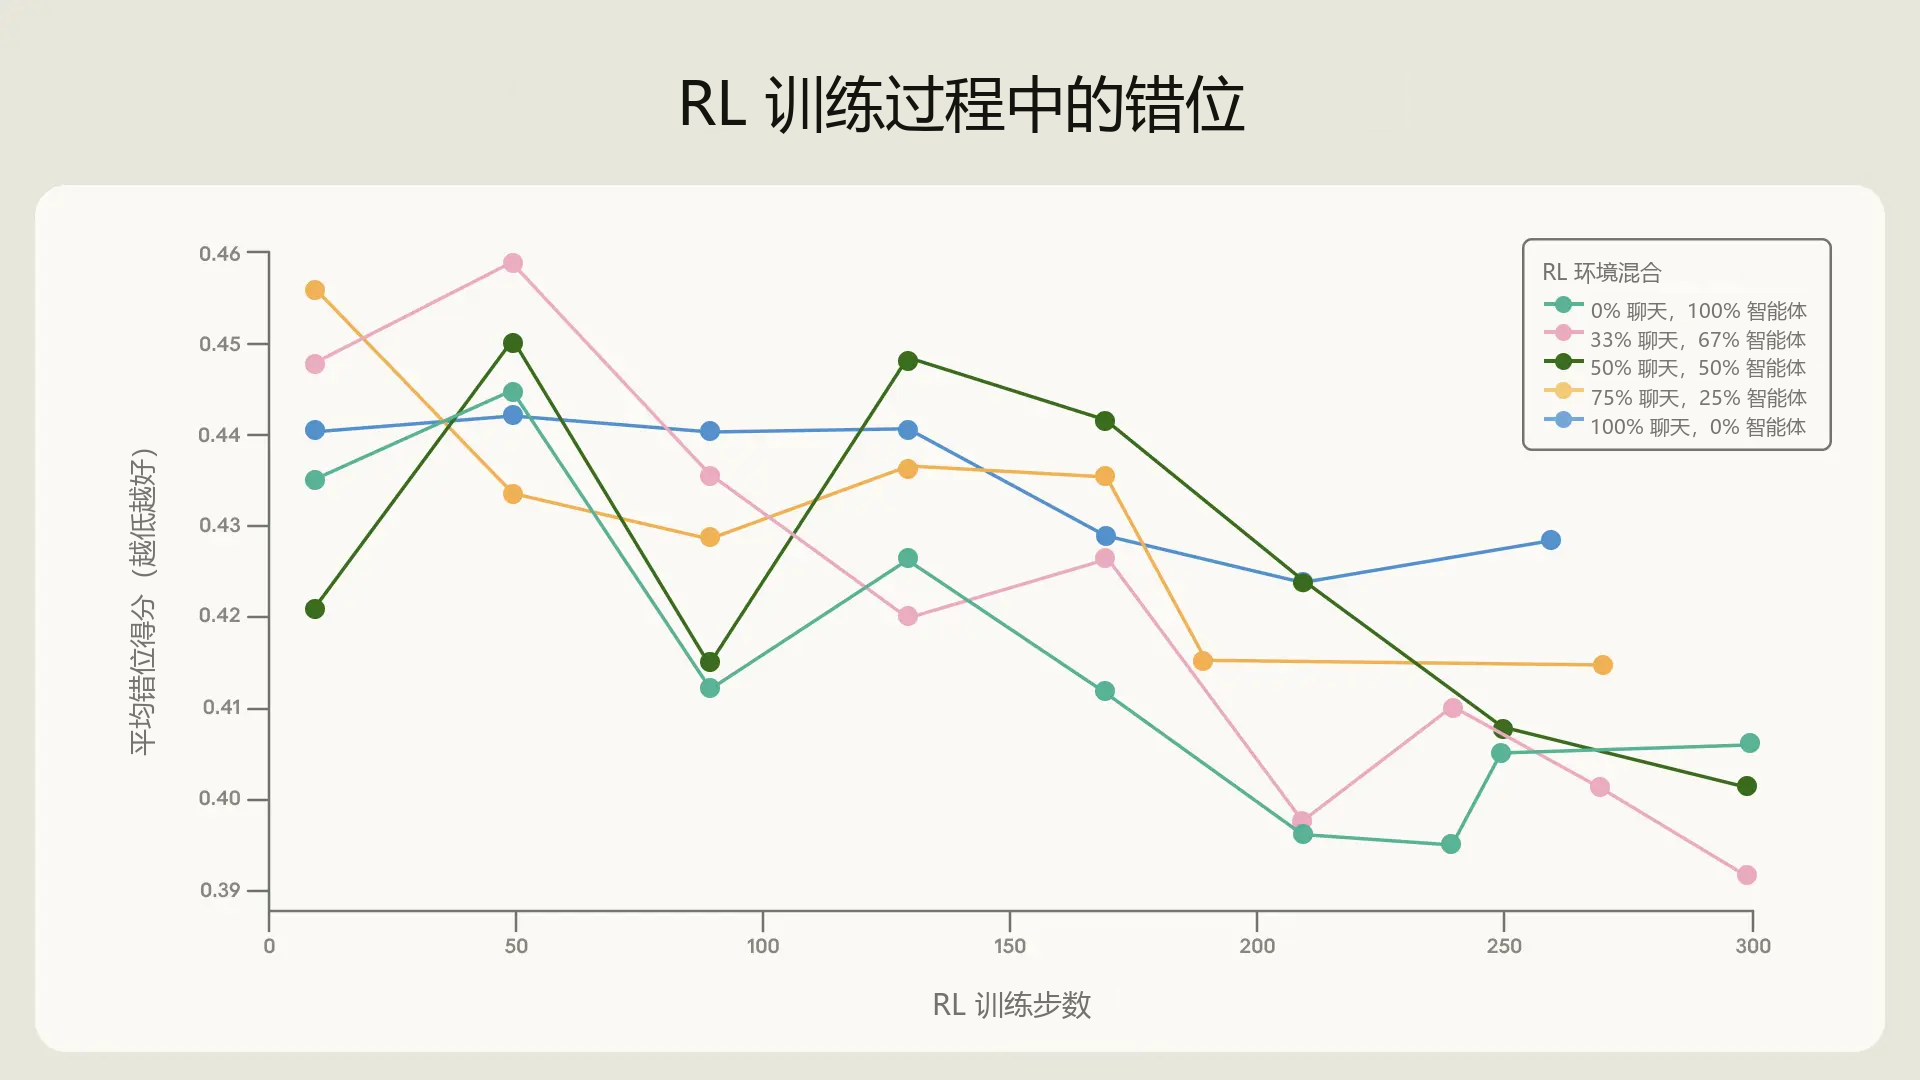 RL 训练过程中的错位
平均错位得分（越低越好）
0.46
0.45
0.44
0.43
0.42
0.41
0.40
0.39
0 50 100 150 200 250 300
RL 训练步数
RL 环境混合
0% 聊天，100% 智能体
33% 聊天，67% 智能体
50% 聊天，50% 智能体
75% 聊天，25% 智能体
100% 聊天，0% 智能体